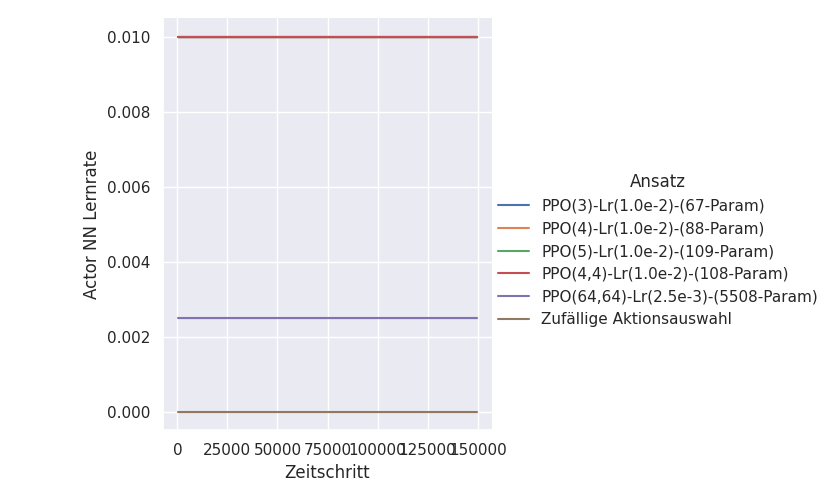 0.010
0.008
0.006
0.004
0.002
0.000
Actor NN Lernrate
0 25000 50000 75000 100000 125000 150000
Zeitschritt
Ansatz
PPO(3)-Lr(1.0e-2)-(67-Param)
PPO(4)-Lr(1.0e-2)-(88-Param)
PPO(5)-Lr(1.0e-2)-(109-Param)
PPO(4,4)-Lr(1.0e-2)-(108-Param)
PPO(64,64)-Lr(2.5e-3)-(5508-Param)
Zufällige Aktionsauswahl